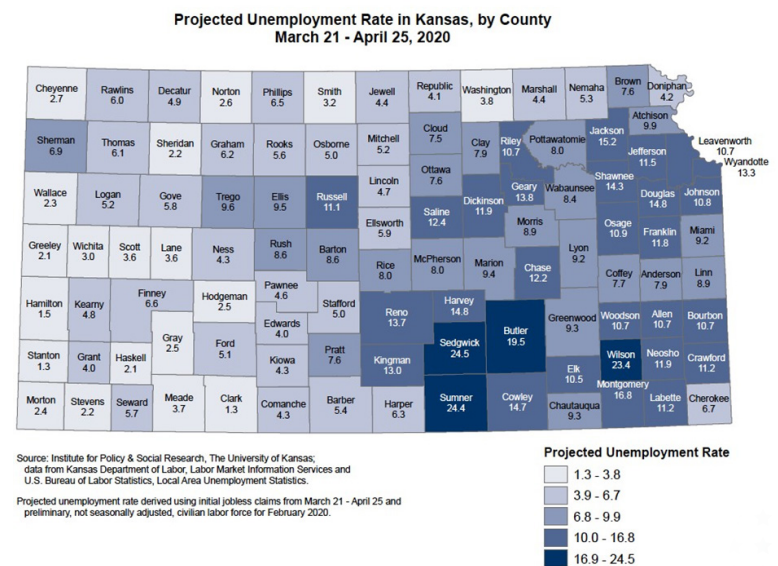 Projected Unemployment Rate in Kansas, by County
March 21 - April 25, 2020
Cheyenne
2.7
Rawlins
6.0
Decatur
4.9
Norton
2.6
Phillips
6.5
Smith
3.2
Jewell
4.4
Republic
4.1
Washington
3.8
Marshall
4.4
Nemaha
5.3
Brown
7.6
Doniphan
4.2
Atchison
9.9
Sherman
6.9
Thomas
6.1
Sheridan
2.2
Graham
6.2
Rooks
5.6
Osborne
5.0
Mitchell
5.2
Cloud
7.5
Clay
7.9
Riley
10.7
Pottawatomie
8.0
Jackson
15.2
Jefferson
11.5
Leavenworth
10.7
Wyandotte
13.3
Ottawa
7.6
Wallace
2.3
Logan
5.2
Gove
5.8
Trego
9.6
Ellis
9.5
Russell
11.1
Lincoln
4.7
Saline
12.4
Dickinson
11.9
Geary
13.8
Wabaunsee
8.4
Shawnee
14.3
Douglas
14.8
Johnson
10.8
Ellsworth
5.9
Morris
8.9
Osage
10.9
Franklin
11.8
Miami
9.2
Greeley
2.1
Wichita
3.0
Scott
3.6
Lane
3.6
Ness
4.3
Rush
8.6
Barton
8.6
Rice
8.0
McPherson
8.0
Marion
9.4
Chase
12.2
Lyon
9.2
Coffey
7.7
Anderson
7.9
Linn
8.9
Hamilton
1.5
Kearny
4.8
Finney
6.6
Hodgeman
2.5
Pawnee
4.6
Stafford
5.0
Edwards
4.0
Reno
13.7
Harvey
14.8
Butler
19.5
Greenwood
9.3
Woodson
10.7
Allen
10.7
Bourbon
10.7
Gray
2.5
Ford
5.1
Sedgwick
24.5
Stanton
1.3
Grant
4.0
Haskell
2.1
Kiowa
4.3
Pratt
7.6
Kingman
13.0
Elk
10.5
Wilson
23.4
Neosho
11.9
Crawford
11.2
Morton
2.4
Stevens
2.2
Seward
5.7
Meade
3.7
Clark
1.3
Comanche
4.3
Barber
5.4
Harper
6.3
Sumner
24.4
Cowley
14.7
Chautauqua
9.3
Montgomery
16.8
Labette
11.2
Cherokee
6.7
Source: Institute for Policy & Social Research, The University of Kansas;
data from Kansas Department of Labor, Labor Market Information Services and
U.S. Bureau of Labor Statistics, Local Area Unemployment Statistics.
Projected unemployment rate derived using initial jobless claims from March 21 - April 25 and
preliminary, not seasonally adjusted, civilian labor force for February 2020.
Projected Unemployment Rate
1.3 - 3.8
3.9 - 6.7
6.8 - 9.9
10.0 - 16.8
16.9 - 24.5